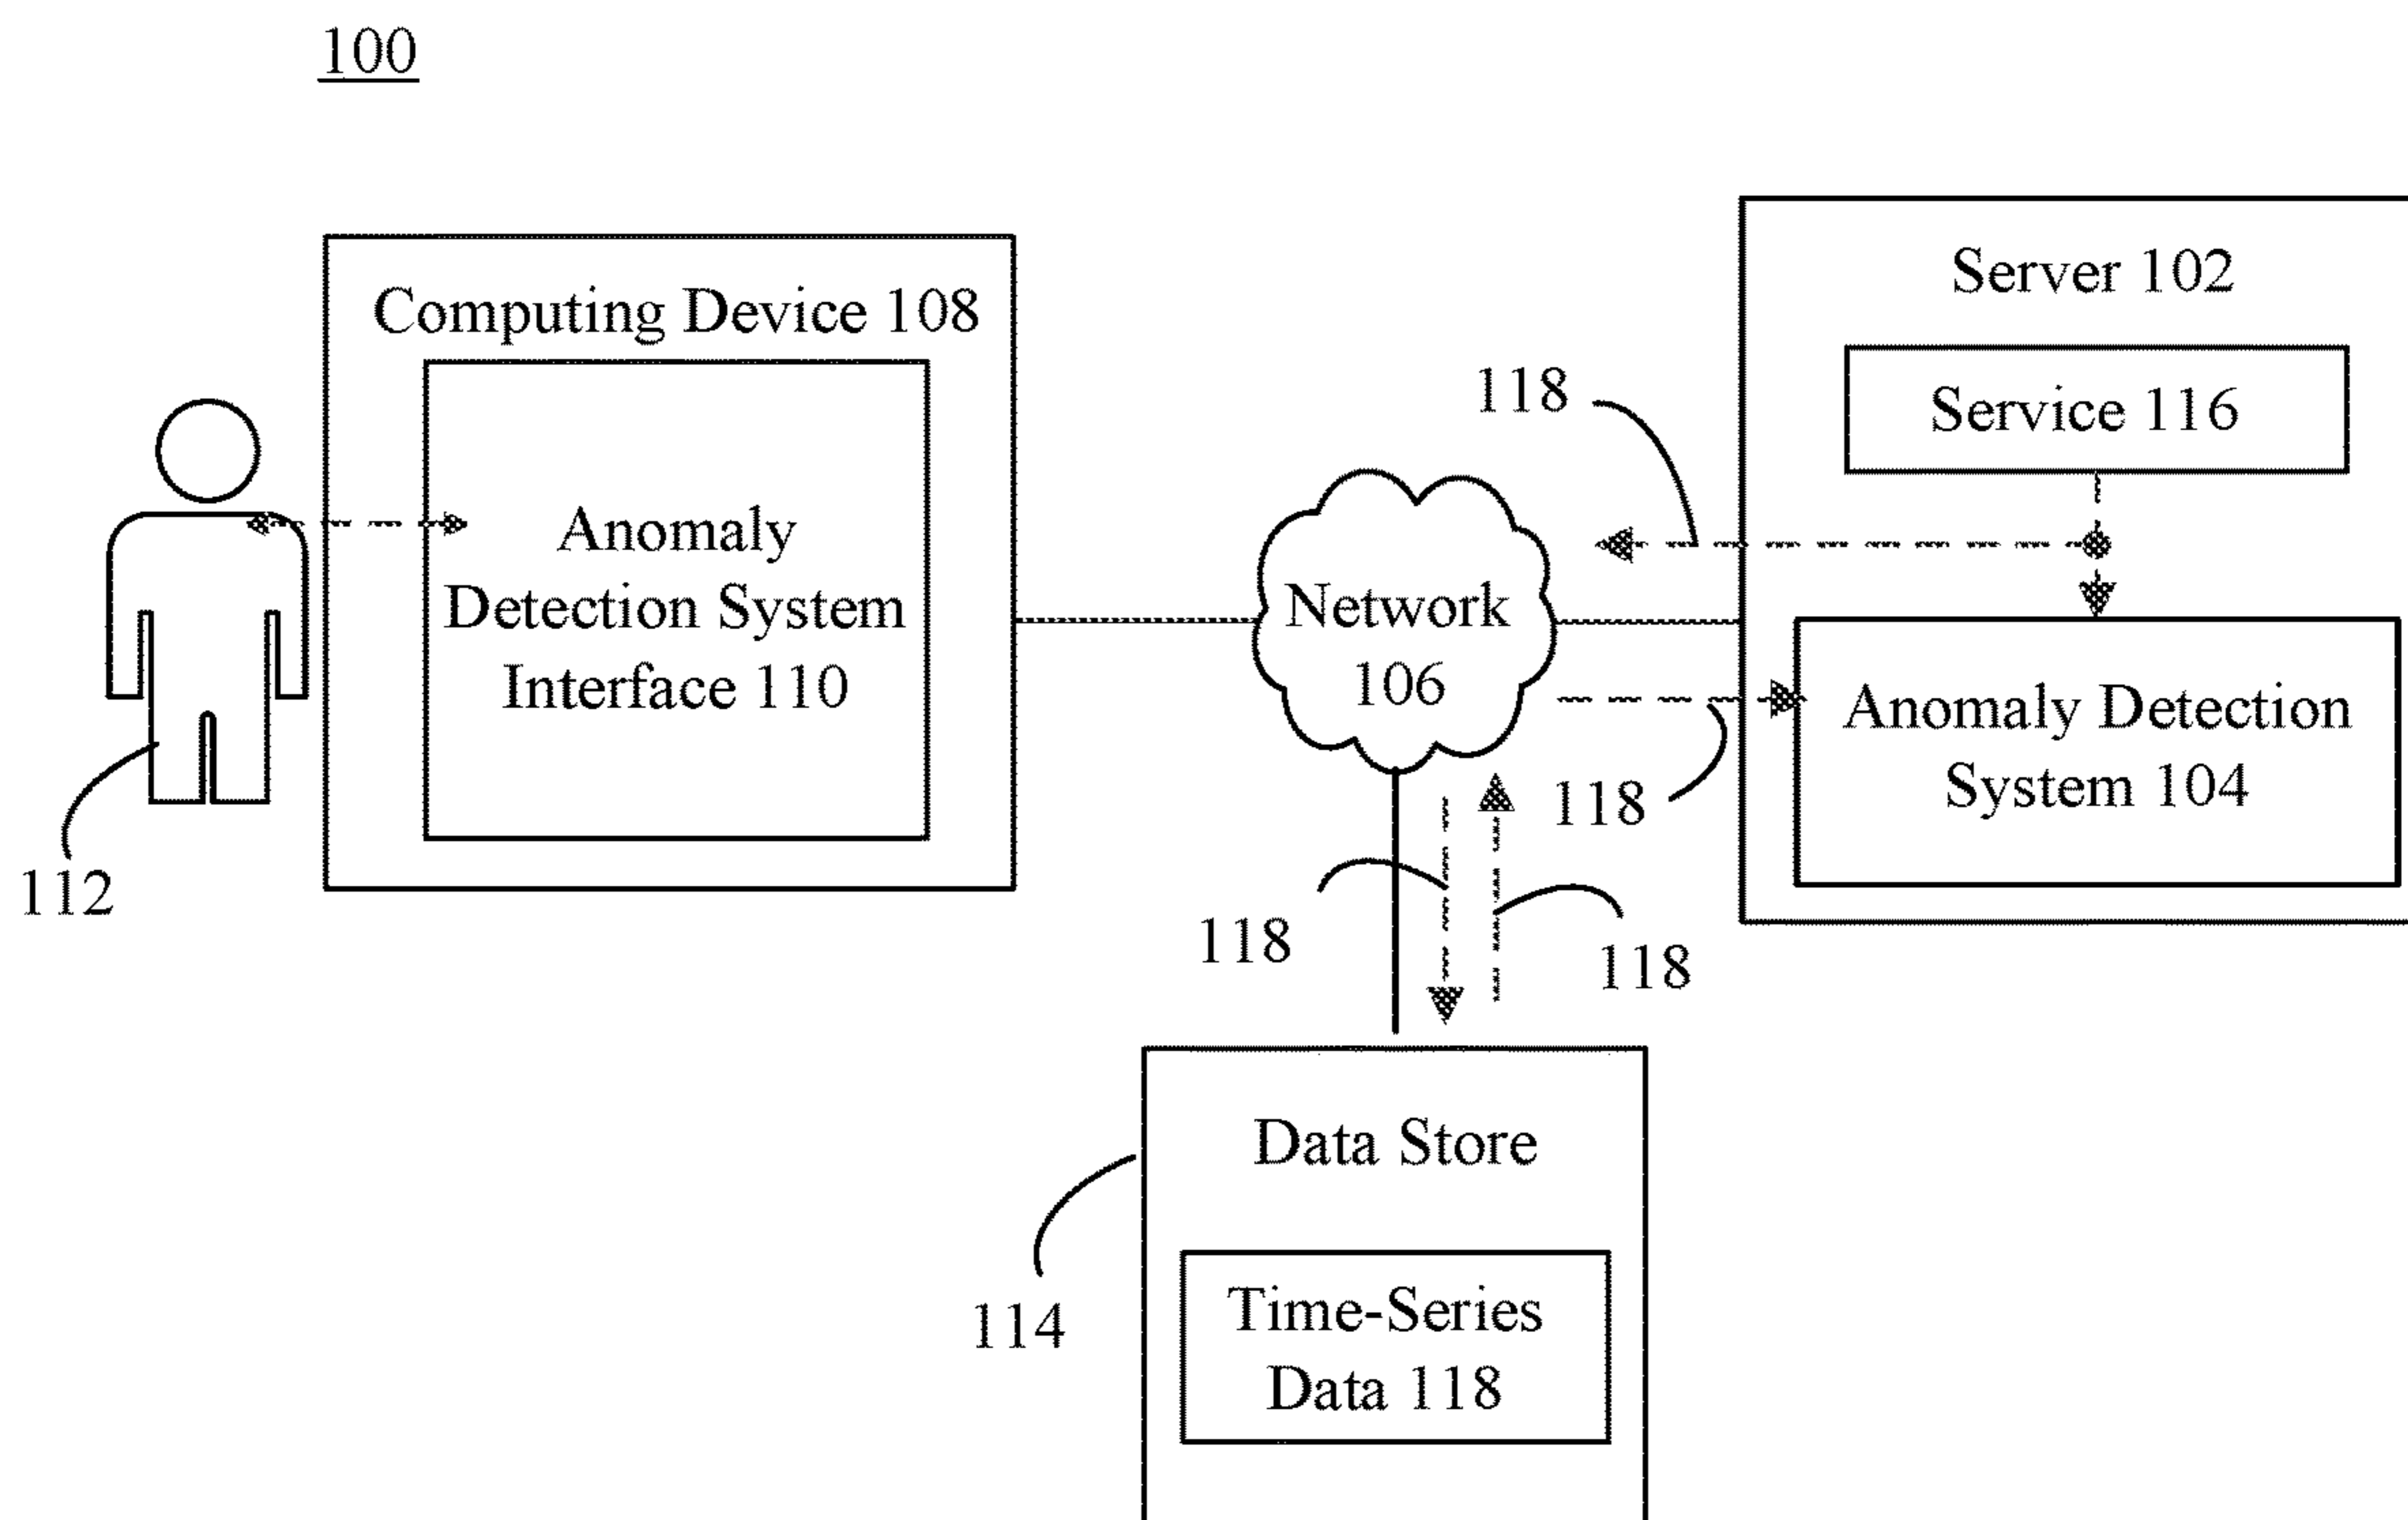 100
Computing Device 108
Anomaly
Detection System
Interface 110
112
Network
106
Server 102
Service 116
118
Anomaly Detection
System 104
118
118
118
Data Store
114
Time-Series
Data 118